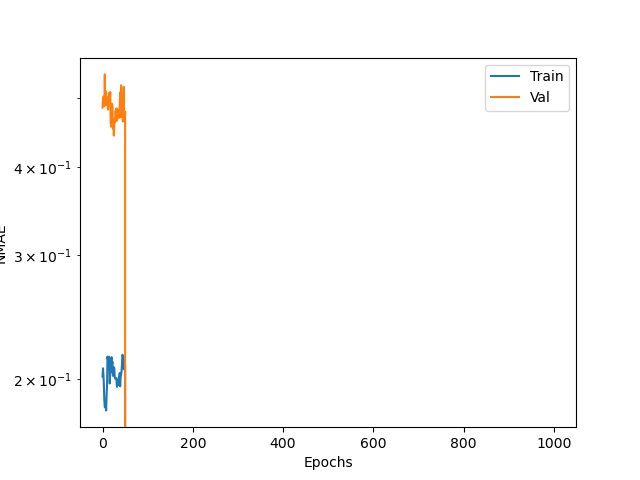 Train
Val
4 × 10⁻¹
3 × 10⁻¹
2 × 10⁻¹
NMAE
0 200 400 600 800 1000
Epochs